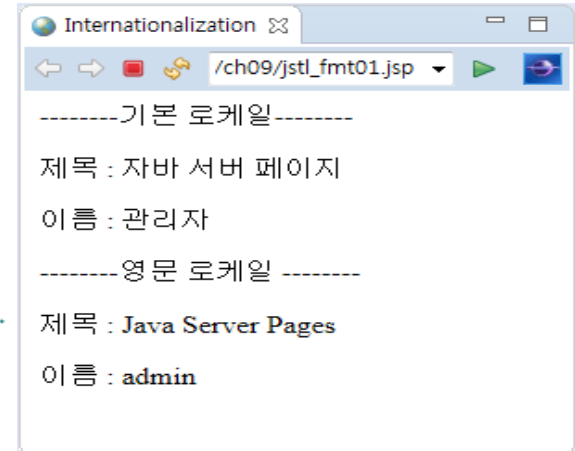 Internationalization
/ch09/jstl_fmt01.jsp
--------기본 로케일--------
제목 : 자바 서버 페이지
이름 : 관리자
--------영문 로케일 --------
제목 : Java Server Pages
이름 : admin